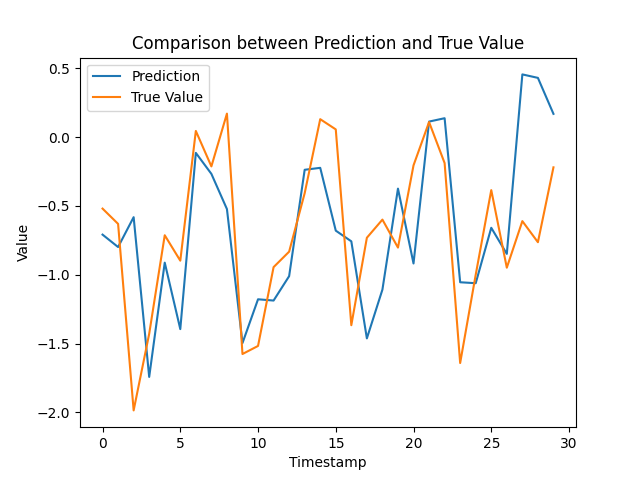 Comparison between Prediction and True Value
Prediction
True Value
0.5
0.0
−0.5
−1.0
−1.5
−2.0
Value
0 5 10 15 20 25 30
Timestamp